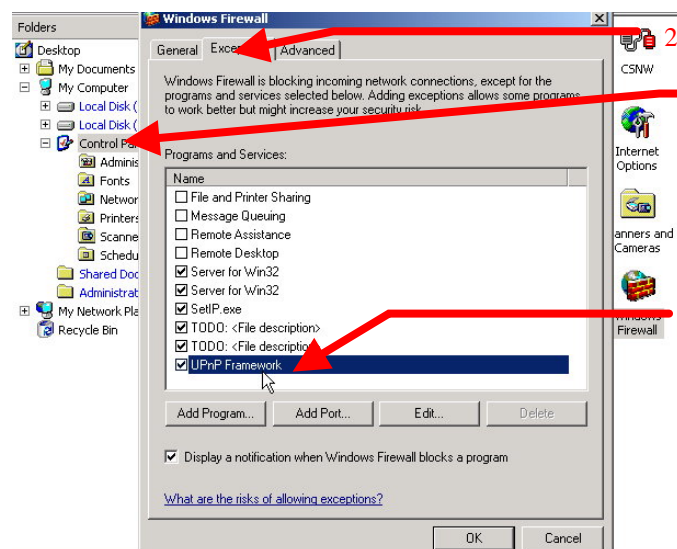 Folders
Desktop
My Documents
My Computer
Local Disk (
Local Disk (
Control Pa
Adminis
Fonts
Networ
Printers
Scanne
Schedu
Shared Doc
Administrat
My Network Pla
Recycle Bin
Windows Firewall
General Exce Advanced
Windows Firewall is blocking incoming network connections, except for the
programs and services selected below. Adding exceptions allows some programs
to work better but might increase your security risk.
Programs and Services:
Name
File and Printer Sharing
Message Queuing
Remote Assistance
Remote Desktop
Server for Win32
Server for Win32
SetIP.exe
TODO: <File description>
TODO: <File description
UPnP Framework
Add Program... Add Port... Edit... Delete
Display a notification when Windows Firewall blocks a program
What are the risks of allowing exceptions?
OK Cancel
2
CSNW
Internet
Options
anners and
Cameras
Windows
Firewall